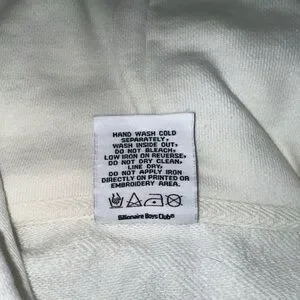 HAND WASH COLD
SEPARATELY,
WASH INSIDE OUT,
DO NOT BLEACH,
LOW IRON ON REVERSE,
DO NOT DRY CLEAN,
LINE DRY,
DO NOT APPLY IRON
DIRECTLY ON PRINTED OR
EMBROIDERY AREA.
Billionaire Boys Club®